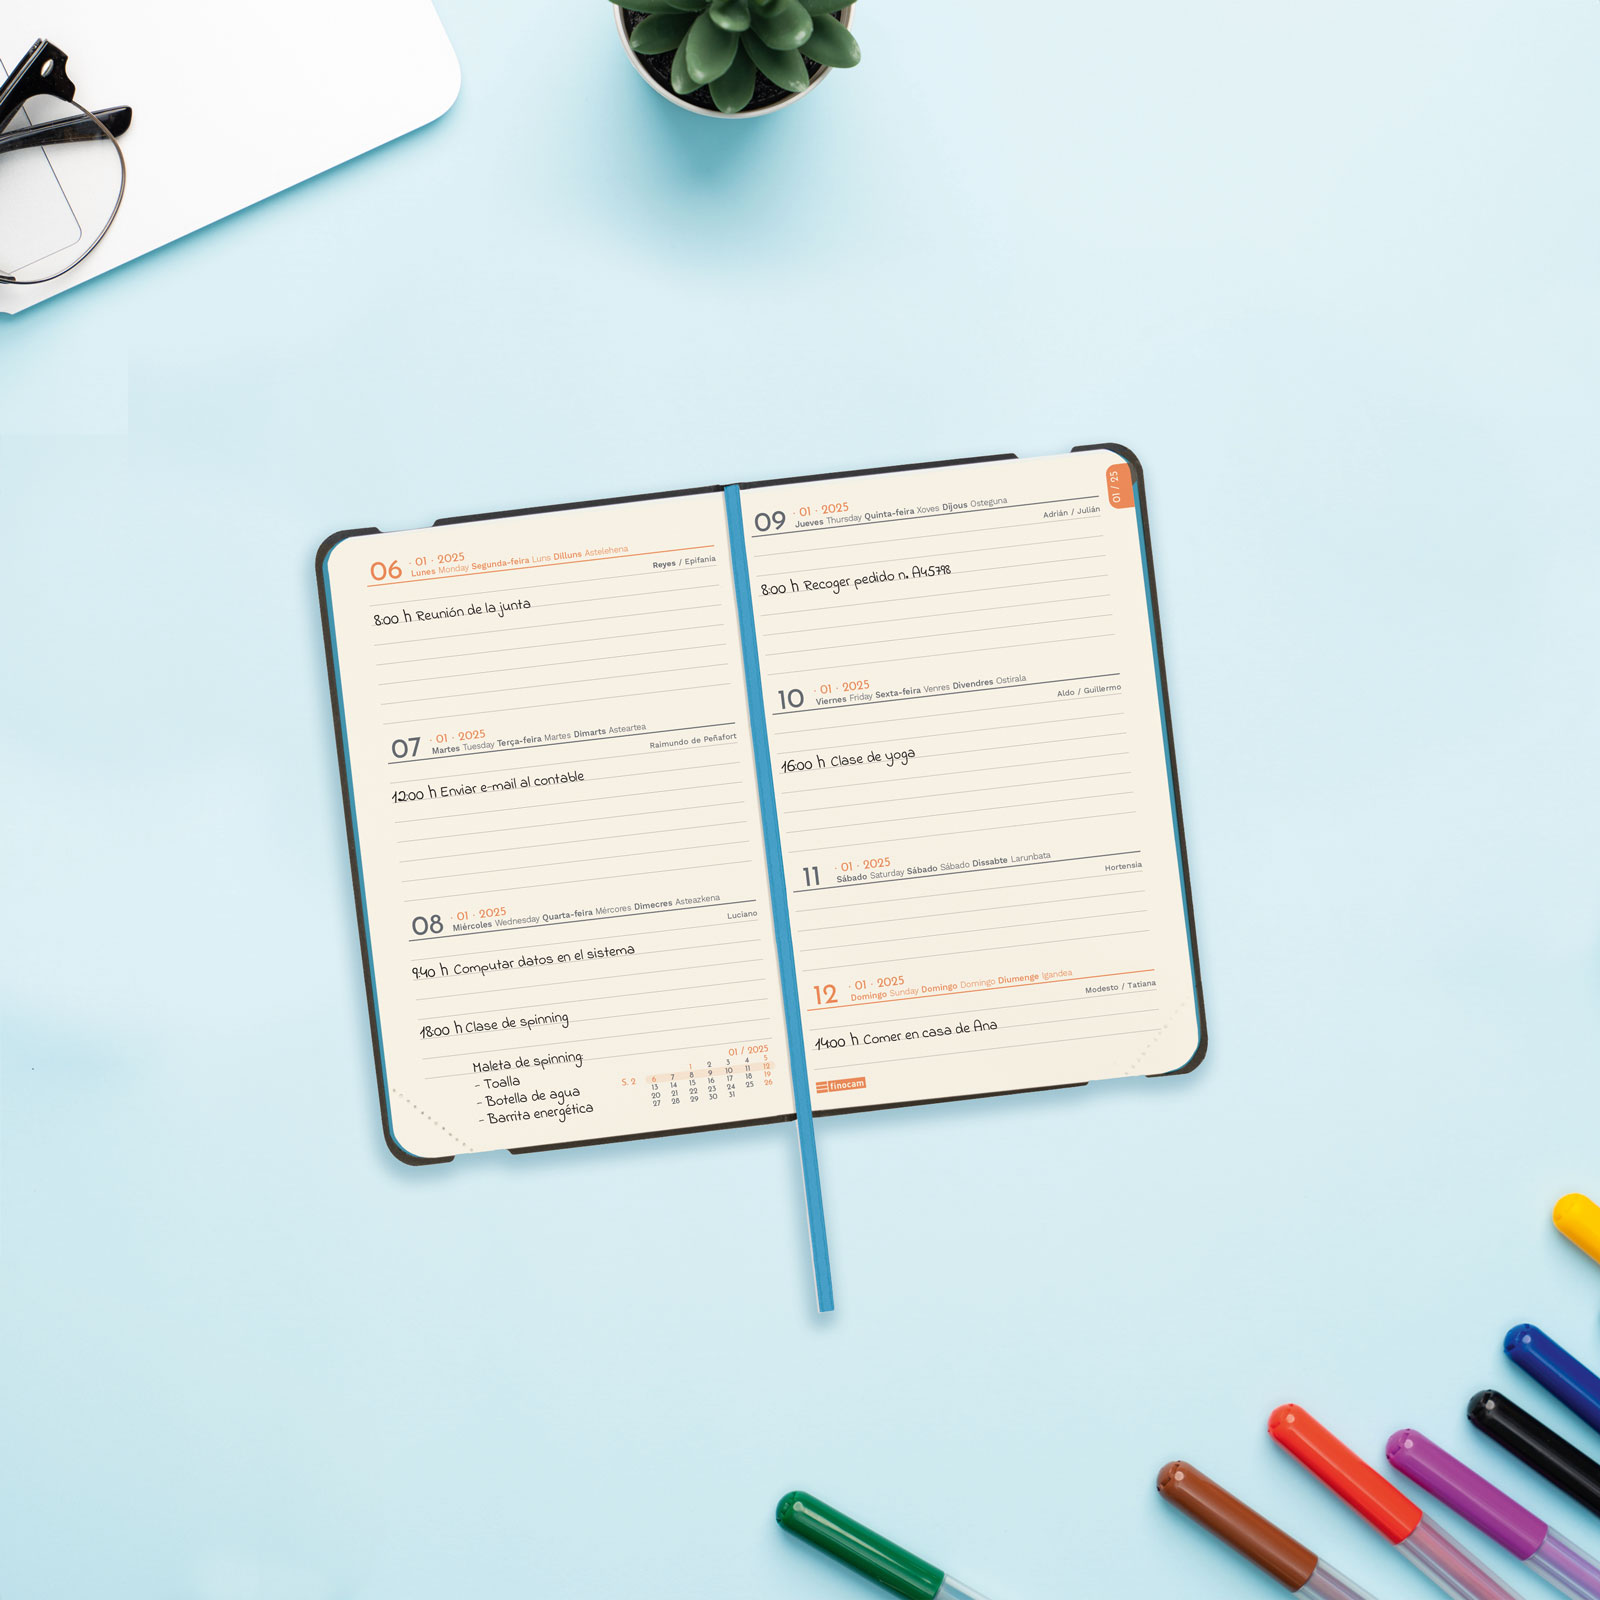 06 · 01 · 2025
Lunes Monday Segunda-feira Luns Dilluns Astelehena
Reyes / Epifanía
8:00 h Reunión de la junta
07 · 01 · 2025
Martes Tuesday Terça-feira Martes Dimarts Asteartea
Raimundo de Peñafort
12:00 h Enviar e-mail al contable
08 · 01 · 2025
Miércoles Wednesday Quarta-feira Mércores Dimecres Asteazkena
Luciano
9:40 h Computar datos en el sistema
18:00 h Clase de spinning
Maleta de spinning:
- Toalla
- Botella de agua
- Barrita energética
01 / 2025
1 2 3 4 5
S. 2 6 7 8 9 10 11 12
13 14 15 16 17 18 19
20 21 22 23 24 25 26
27 28 29 30 31
01 / 25
09 · 01 · 2025
Jueves Thursday Quinta-feira Xoves Dijous Osteguna
Adrián / Julián
8:00 h Recoger pedido n. A45798
10 · 01 · 2025
Viernes Friday Sexta-feira Venres Divendres Ostirala
Aldo / Guillermo
16:00 h Clase de yoga
11 · 01 · 2025
Sábado Saturday Sábado Sábado Dissabte Larunbata
Hortensia
12 · 01 · 2025
Domingo Sunday Domingo Domingo Diumenge Igandea
Modesto / Tatiana
14:00 h Comer en casa de Ana
finocam